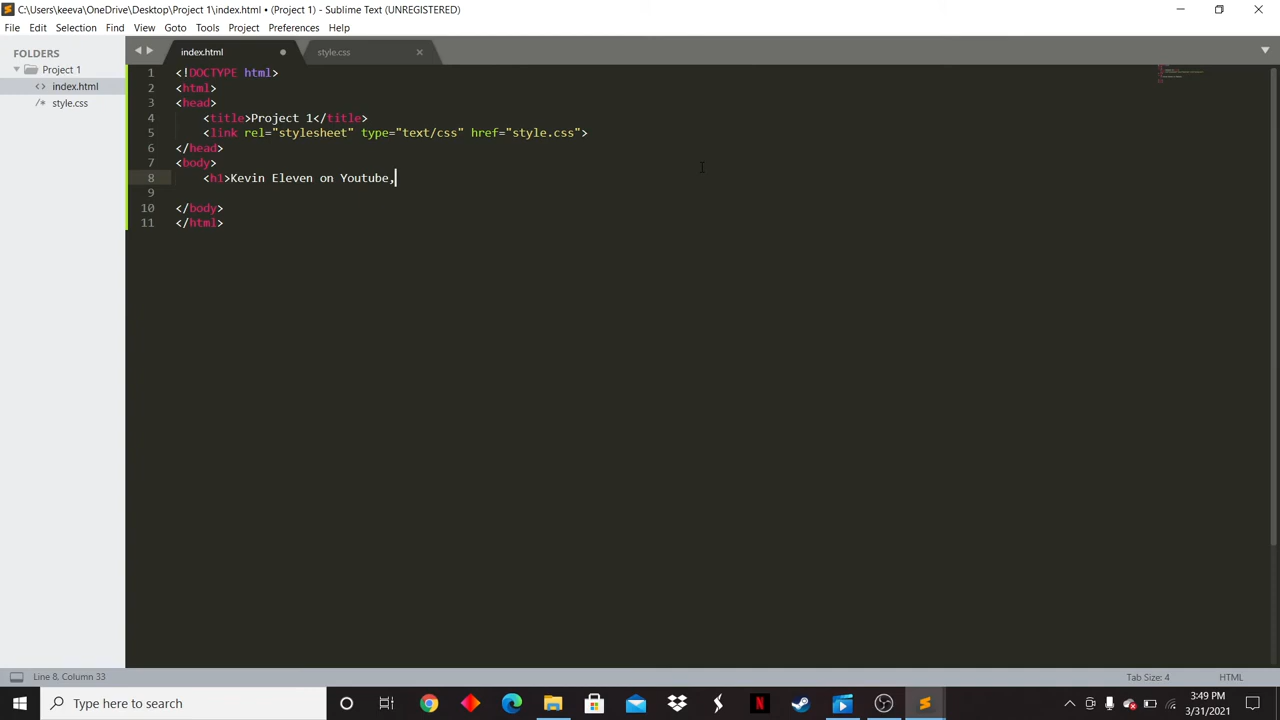 C:\Users\keeva\OneDrive\Desktop\Project 1\index.html • (Project 1) - Sublime Text (UNREGISTERED)
File Edit Selection Find View Goto Tools Project Preferences Help
FOLDERS
Project 1
index.html
style.css
index.html style.css
1 <!DOCTYPE html>
2 <html>
3 <head>
4 <title>Project 1</title>
5 <link rel="stylesheet" type="text/css" href="style.css">
6 </head>
7 <body>
8 <h1>Kevin Eleven on Youtube,
9
10 </body>
11 </html>
Line 8, Column 33 Tab Size: 4 HTML
Type here to search
3:49 PM
3/31/2021